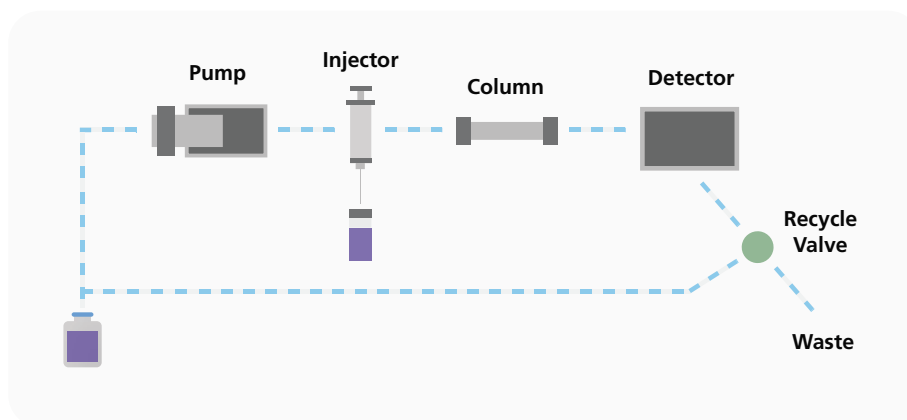 Pump
Injector
Column
Detector
Recycle
Valve
Waste